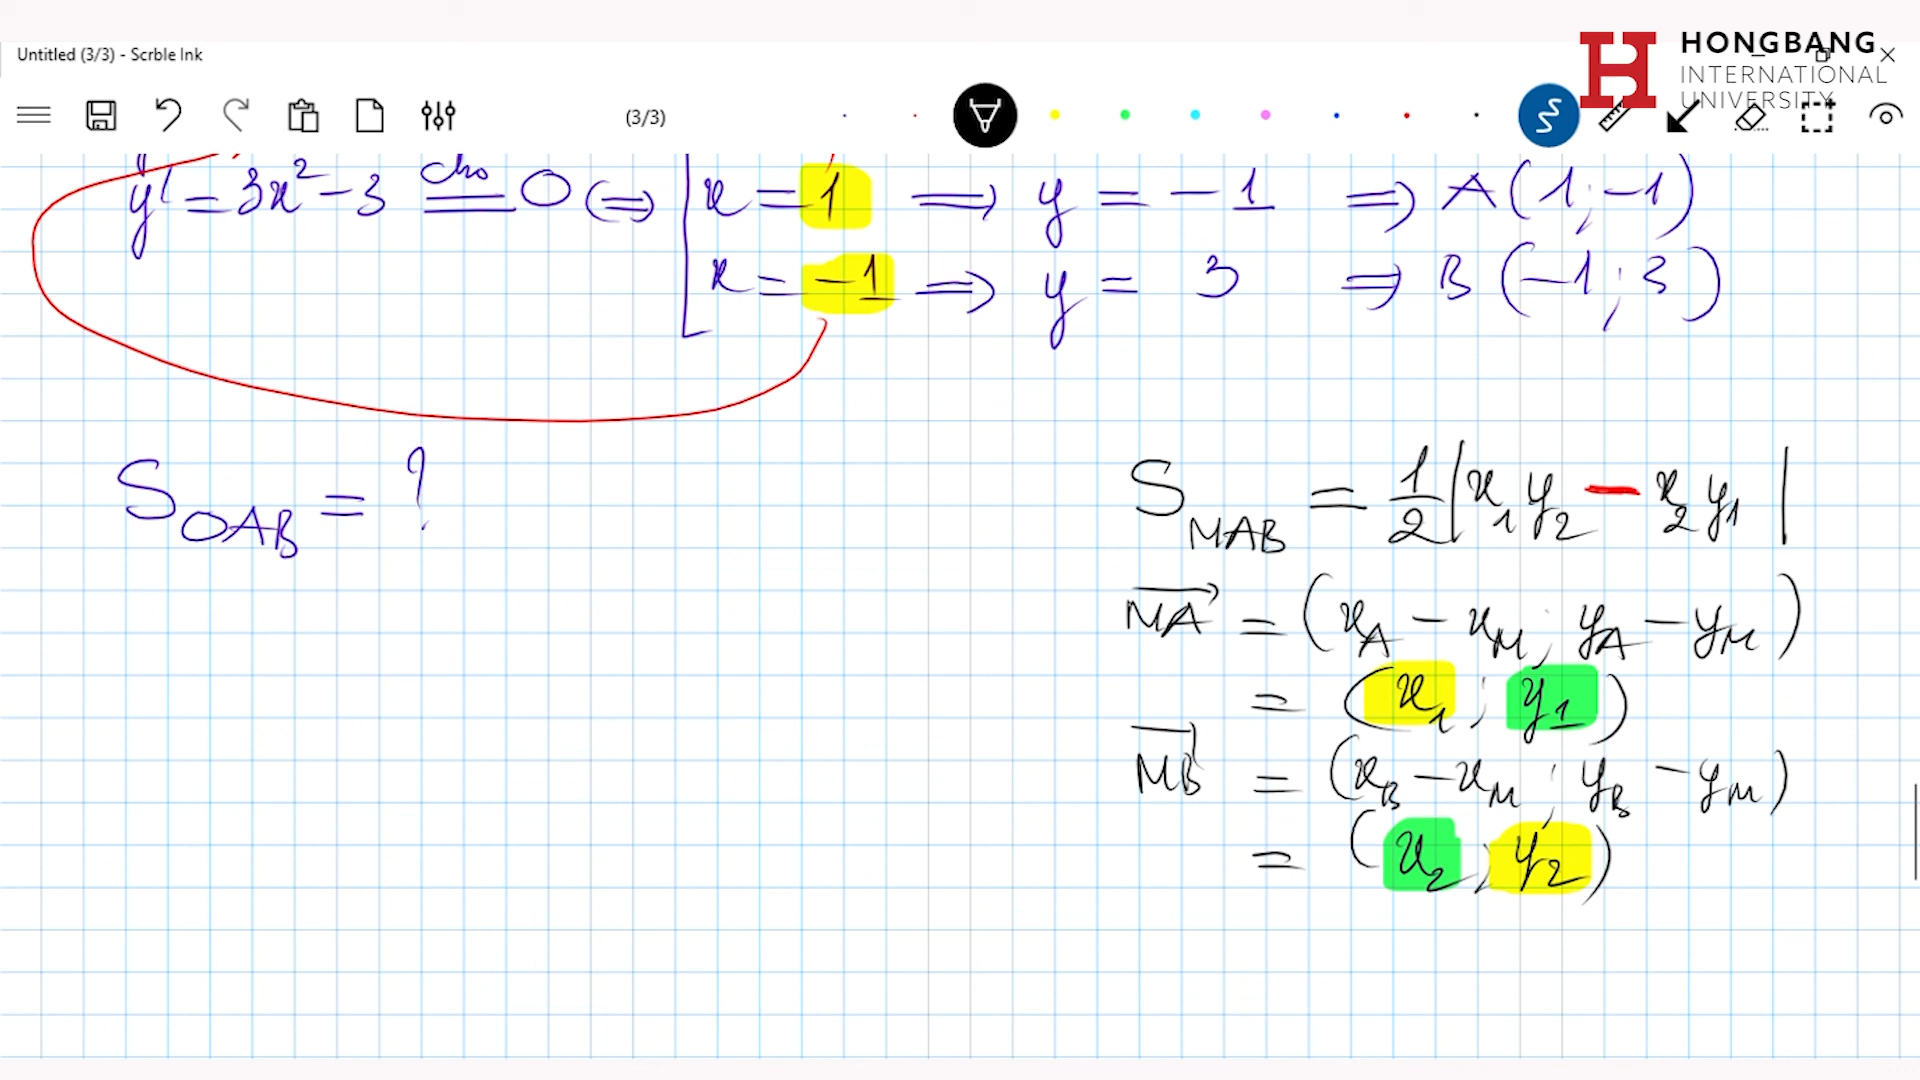 Untitled (3/3) - Scrble Ink
HONGBANG
INTERNATIONAL
UNIVERSITY
(3/3)
y' = 3x² - 3 cho = 0 ⇔ [ x = 1 ⟹ y = -1 ⟹ A(1; -1)
x = -1 ⟹ y = 3 ⟹ B(-1; 3)
S_OAB = ?
S_MAB = 1/2 |x₁y₂ - x₂y₁|
MA = (x_A - x_M; y_A - y_M)
= (x₁; y₁)
MB = (x_B - x_M; y_B - y_M)
= (x₂; y₂)